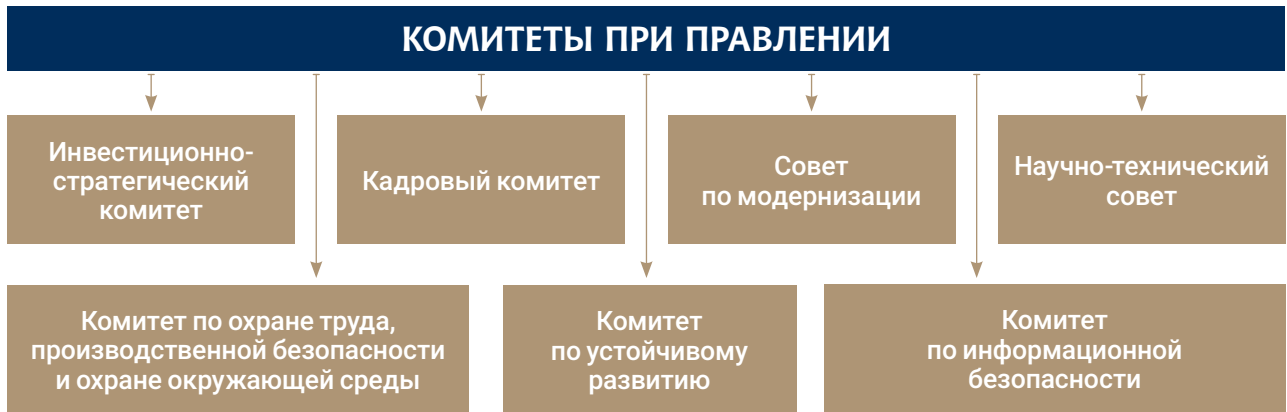 КОМИТЕТЫ ПРИ ПРАВЛЕНИИ
Инвестиционно-
стратегический
комитет
Кадровый комитет
Совет
по модернизации
Научно-технический
совет
Комитет по охране труда,
производственной безопасности
и охране окружающей среды
Комитет
по устойчивому
развитию
Комитет
по информационной
безопасности